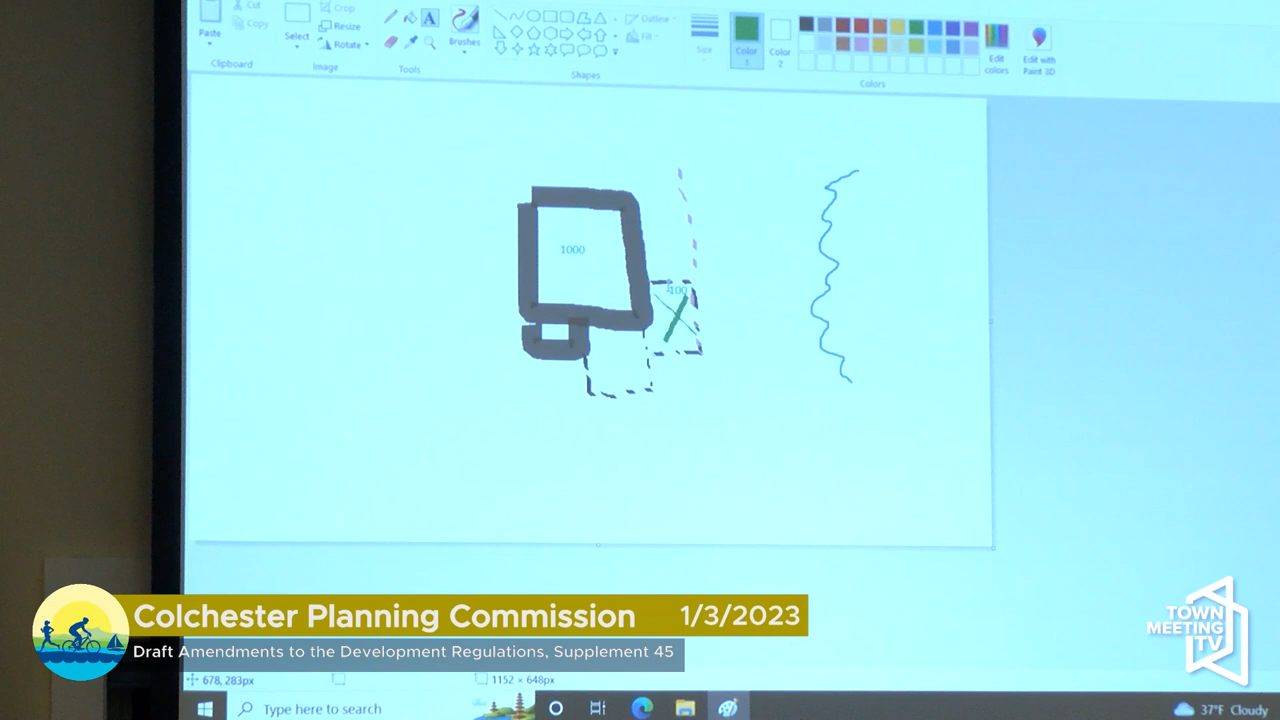 Cut
Copy
Paste
Clipboard
Select
Crop
Resize
Rotate
Image
A
Tools
Brushes
Outline
Fill
Shapes
Size
Color
1
Color
2
Colors
Edit
colors
Edit with
Paint 3D
1000
100
Colchester Planning Commission 1/3/2023
Draft Amendments to the Development Regulations, Supplement 45
TOWN
MEETING
TV
678, 283px
1152 × 648px
Type here to search
37°F Cloudy